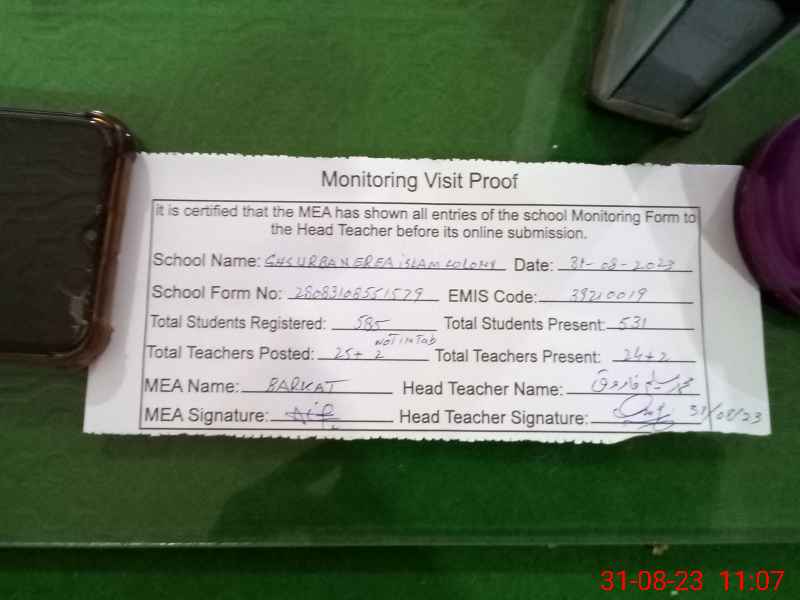 Monitoring Visit Proof
it is certified that the MEA has shown all entries of the school Monitoring Form to
the Head Teacher before its online submission.
School Name: GHS URBAN EREA iSLAM COLONY Date: 31-08-2023
School Form No: 28083108551529 EMIS Code: 39210019
Total Students Registered: 585 Total Students Present: 531
NOT IN Tab
Total Teachers Posted: 25+2 Total Teachers Present: 24+2
MEA Name: BARKAT Head Teacher Name: محمد سلیم فاروق
MEA Signature: Head Teacher Signature: 31/08/23
31-08-23 11:07